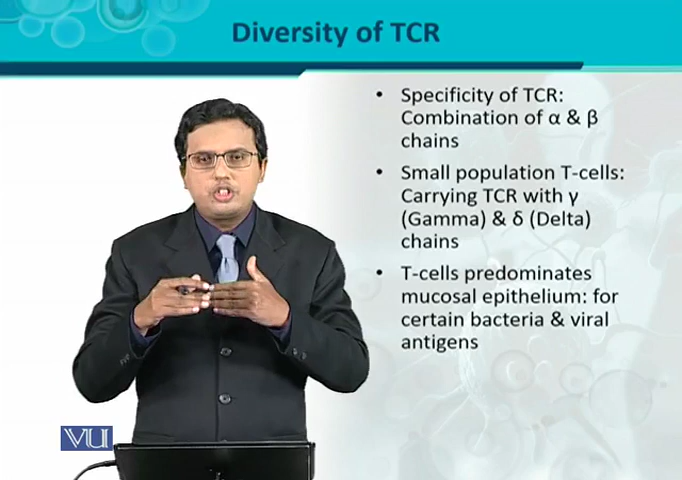 Diversity of TCR
• Specificity of TCR:
Combination of α & β
chains
• Small population T-cells:
Carrying TCR with γ
(Gamma) & δ (Delta)
chains
• T-cells predominates
mucosal epithelium: for
certain bacteria & viral
antigens
VU